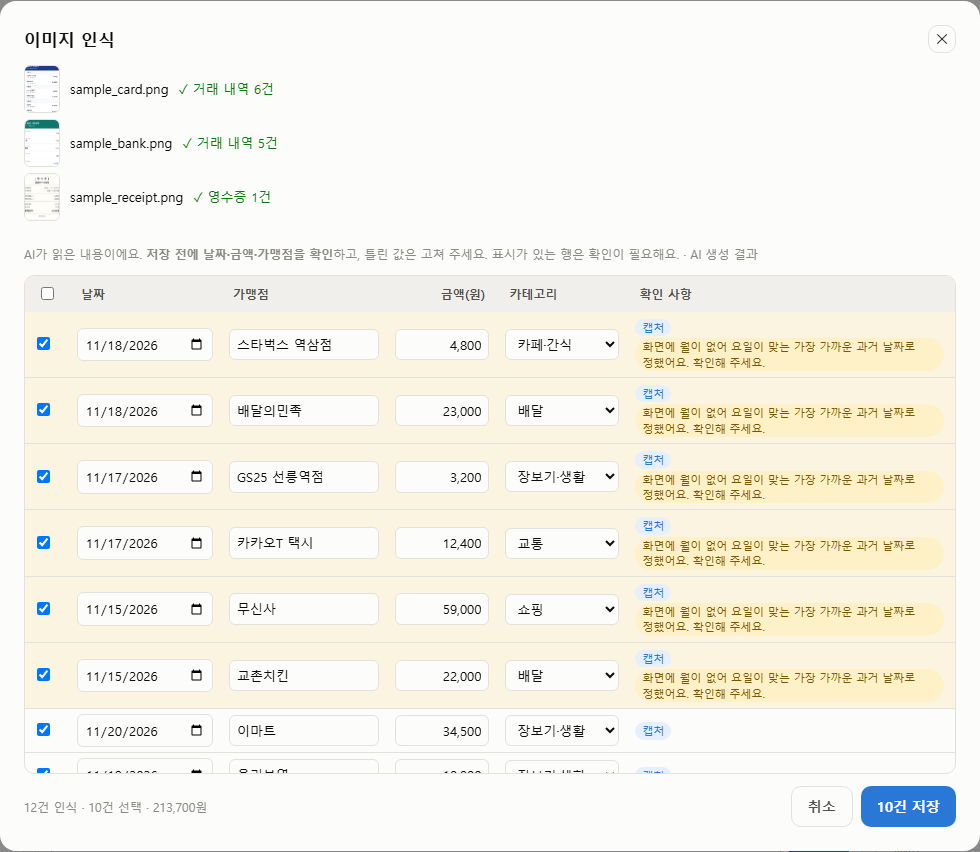 이미지 인식
sample_card.png ✓ 거래 내역 6건
sample_bank.png ✓ 거래 내역 5건
sample_receipt.png ✓ 영수증 1건
AI가 읽은 내용이에요. 저장 전에 날짜·금액·가맹점을 확인하고, 틀린 값은 고쳐 주세요. 표시가 있는 행은 확인이 필요해요. · AI 생성 결과
날짜 가맹점 금액(원) 카테고리 확인 사항
캡처
11/18/2026 스타벅스 역삼점 4,800 카페·간식 화면에 월이 없어 요일이 맞는 가장 가까운 과거 날짜로
정했어요. 확인해 주세요.
캡처
11/18/2026 배달의민족 23,000 배달 화면에 월이 없어 요일이 맞는 가장 가까운 과거 날짜로
정했어요. 확인해 주세요.
캡처
11/17/2026 GS25 선릉역점 3,200 장보기·생활 화면에 월이 없어 요일이 맞는 가장 가까운 과거 날짜로
정했어요. 확인해 주세요.
캡처
11/17/2026 카카오T 택시 12,400 교통 화면에 월이 없어 요일이 맞는 가장 가까운 과거 날짜로
정했어요. 확인해 주세요.
캡처
11/15/2026 무신사 59,000 쇼핑 화면에 월이 없어 요일이 맞는 가장 가까운 과거 날짜로
정했어요. 확인해 주세요.
캡처
11/15/2026 교촌치킨 22,000 배달 화면에 월이 없어 요일이 맞는 가장 가까운 과거 날짜로
정했어요. 확인해 주세요.
11/20/2026 이마트 34,500 장보기·생활 캡처
12건 인식 · 10건 선택 · 213,700원 취소 10건 저장